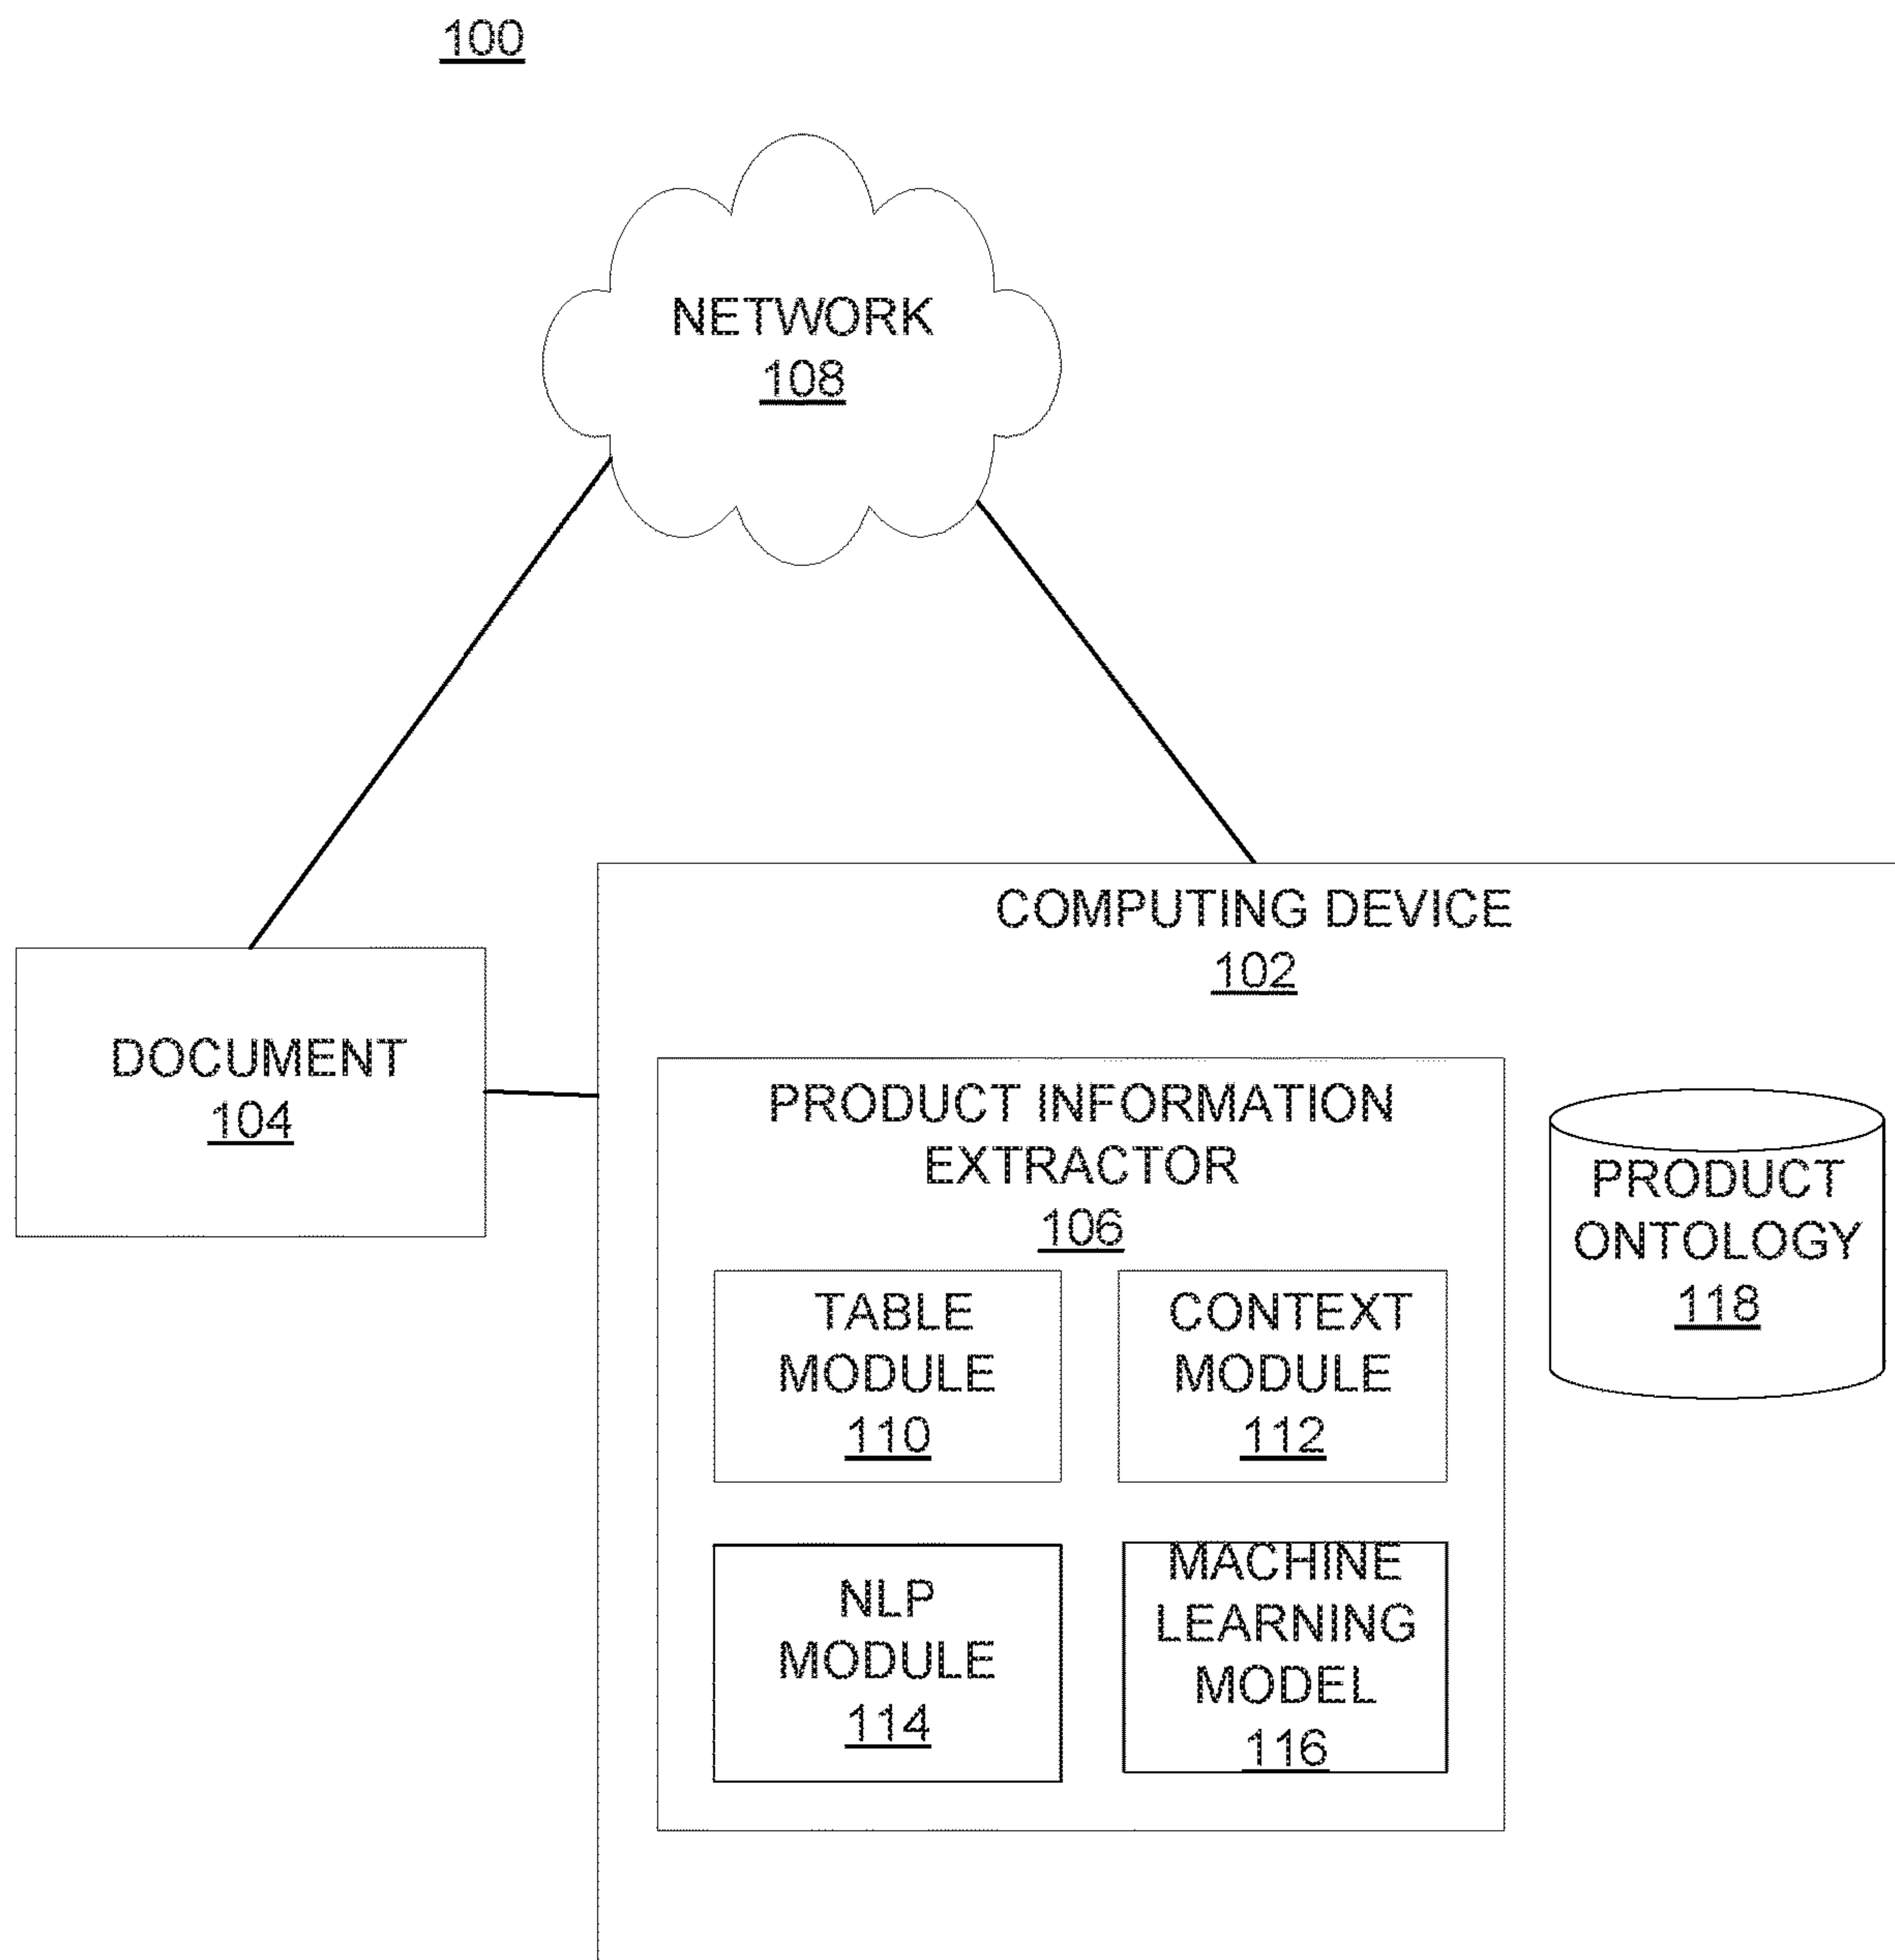 100
NETWORK
108
COMPUTING DEVICE
102
DOCUMENT
104
PRODUCT INFORMATION
EXTRACTOR
106
PRODUCT
ONTOLOGY
118
TABLE
MODULE
110
CONTEXT
MODULE
112
NLP
MODULE
114
MACHINE
LEARNING
MODEL
116